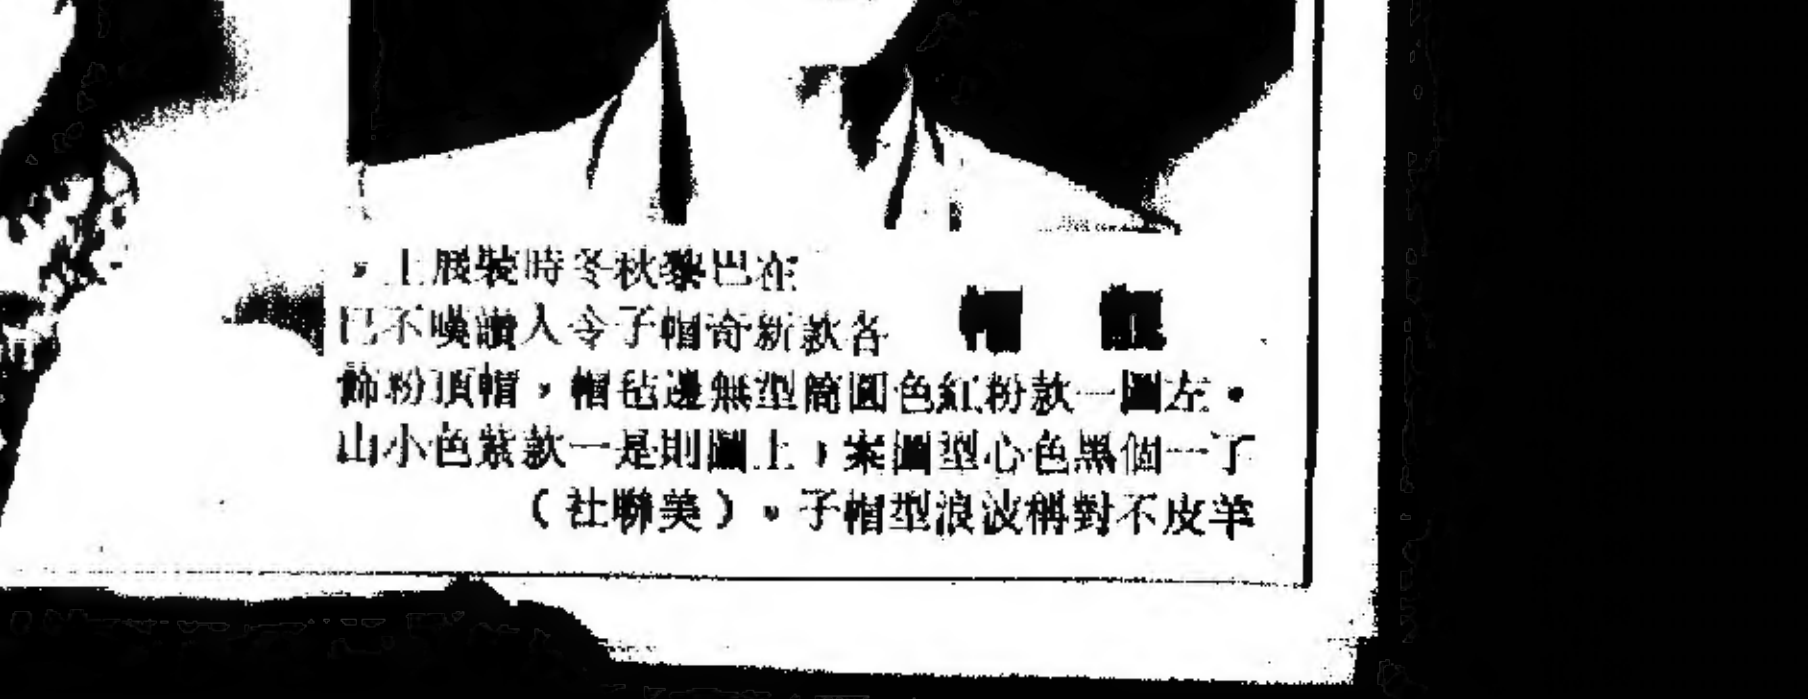 在巴黎秋冬時裝展上，
各款新奇帽子令人讚嘆不已
。左圖一款粉紅色圓筒型無邊毡帽，帽頂粉飾
了一個黑色心型圖案，上圖則是一款紫色小山
羊皮不對稱波浪型帽子。（美聯社）